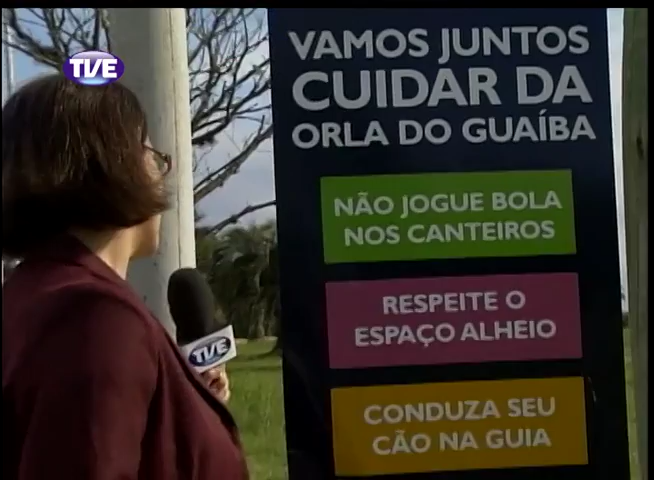 TVE
VAMOS JUNTOS
CUIDAR DA
ORLA DO GUAÍBA
NÃO JOGUE BOLA
NOS CANTEIROS
RESPEITE O
ESPAÇO ALHEIO
TVE
CONDUZA SEU
CÃO NA GUIA